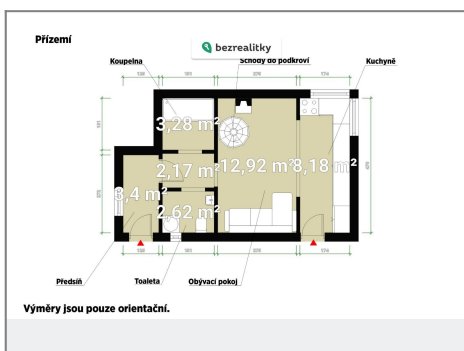 Přízemí
bezrealitky
Koupelna
Schody do podkroví
Kuchyně
3,28 m²
2,17 m²
12,92 m²
8,18 m²
3,4 m²
2,62 m²
Předsíň
Toaleta
Obývací pokoj
Výměry jsou pouze orientační.